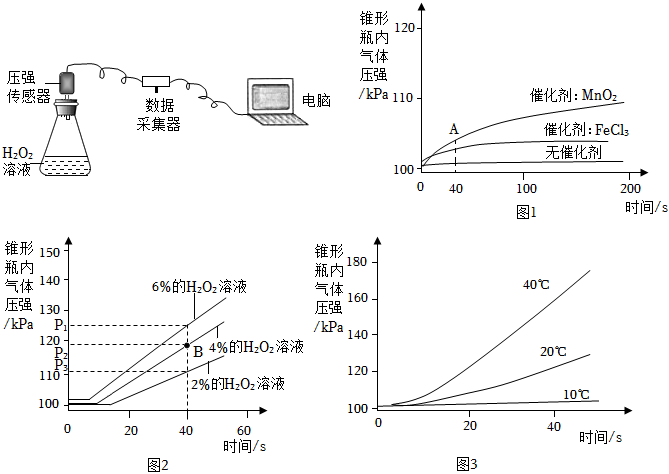 压强
传感器
H₂O₂
溶液
数据
采集器
电脑
锥形
瓶内
气体
压强
/kPa
120
110
100
A
催化剂:MnO₂
催化剂:FeCl₃
无催化剂
0
40
100
200
时间/s
图1
锥形
瓶内
气体
压强
/kPa
150
140
130
P₁
120
P₂
P₃
110
100
6%的H₂O₂溶液
B
4%的H₂O₂溶液
2%的H₂O₂溶液
0
20
40
60
时间/s
图2
锥形
瓶内
气体
压强
/kPa
180
160
140
120
100
40℃
20℃
10℃
0
20
40
时间/s
图3